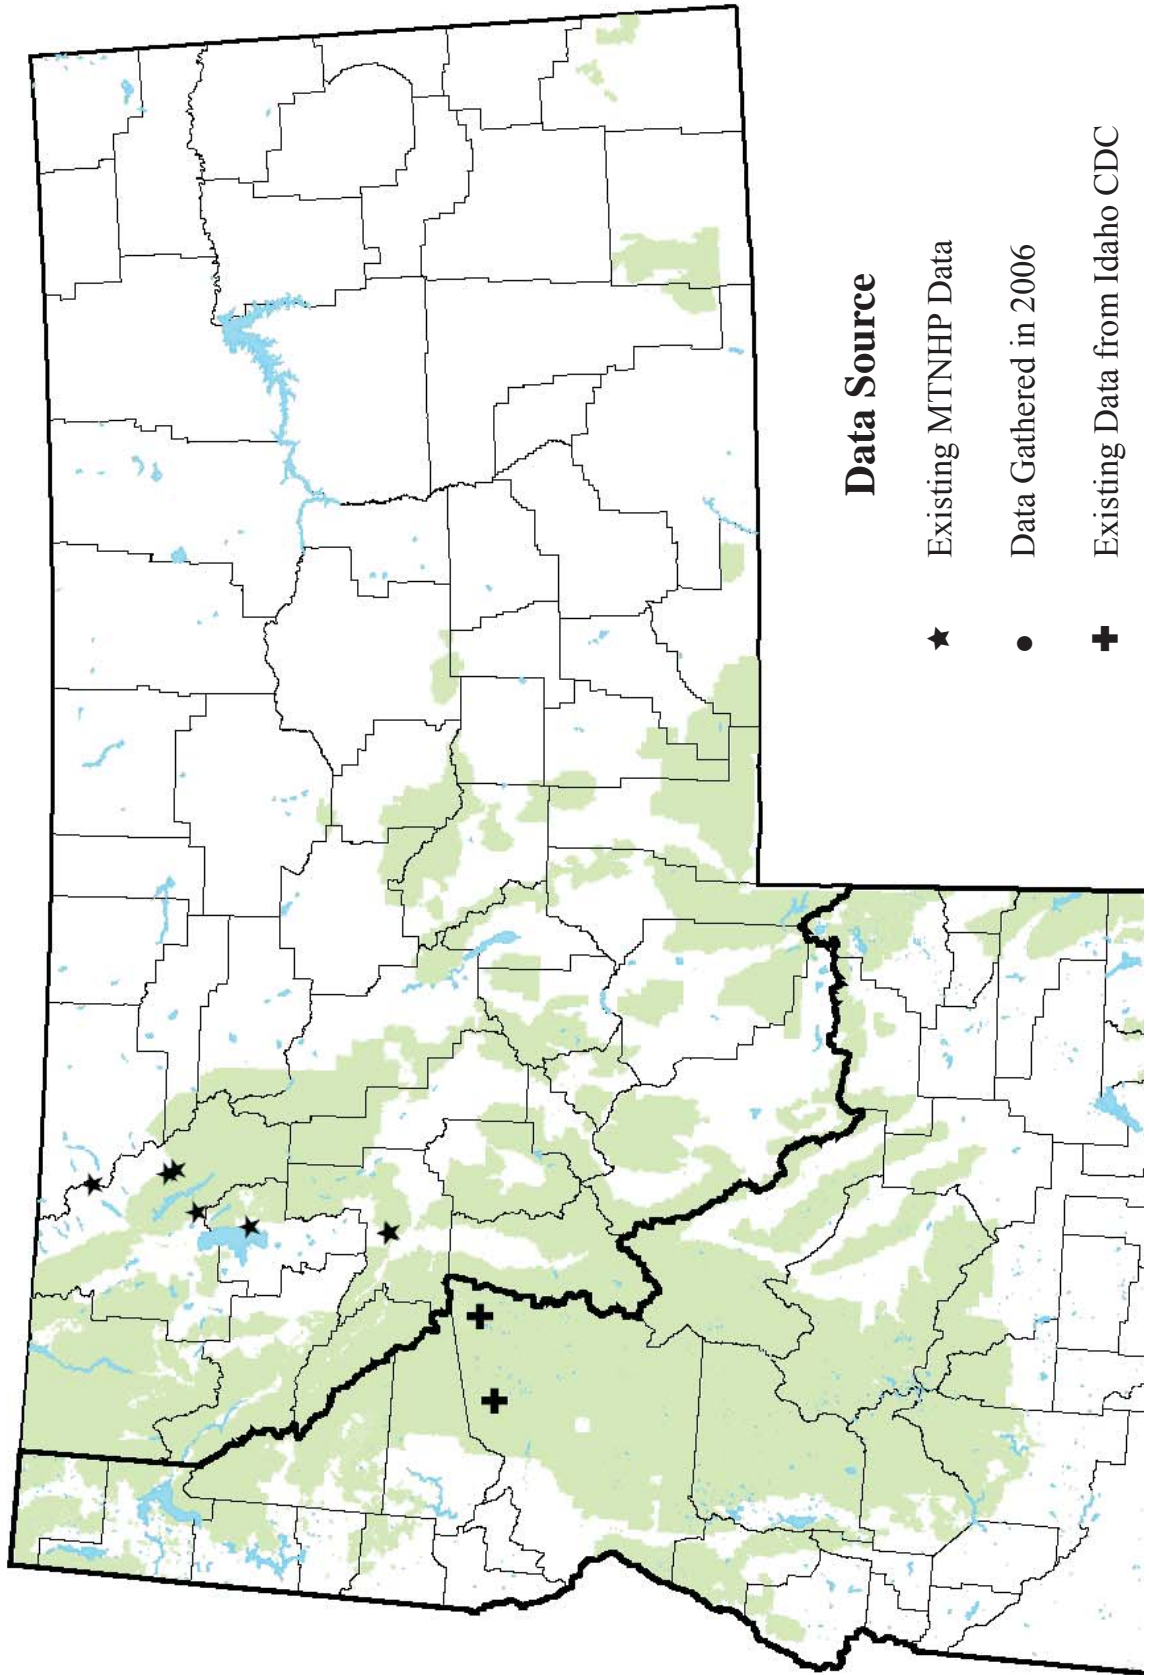 Data Source
Existing MTNHP Data
Data Gathered in 2006
Existing Data from Idaho CDC